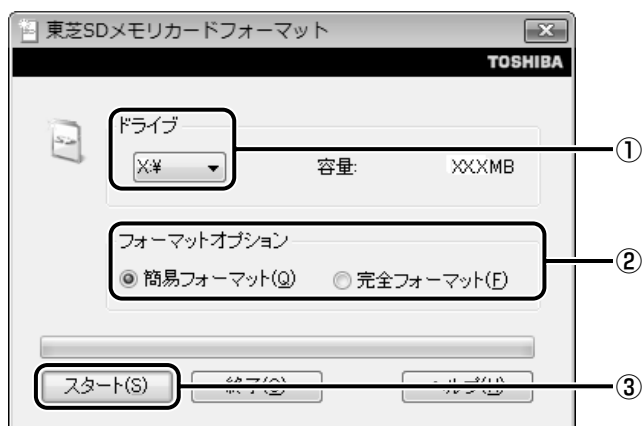 東芝SDメモリカードフォーマット
TOSHIBA
ドライブ
X:¥ 容量: XXXMB
①
フォーマットオプション
②
簡易フォーマット(Q) 完全フォーマット(F)
スタート(S)
③